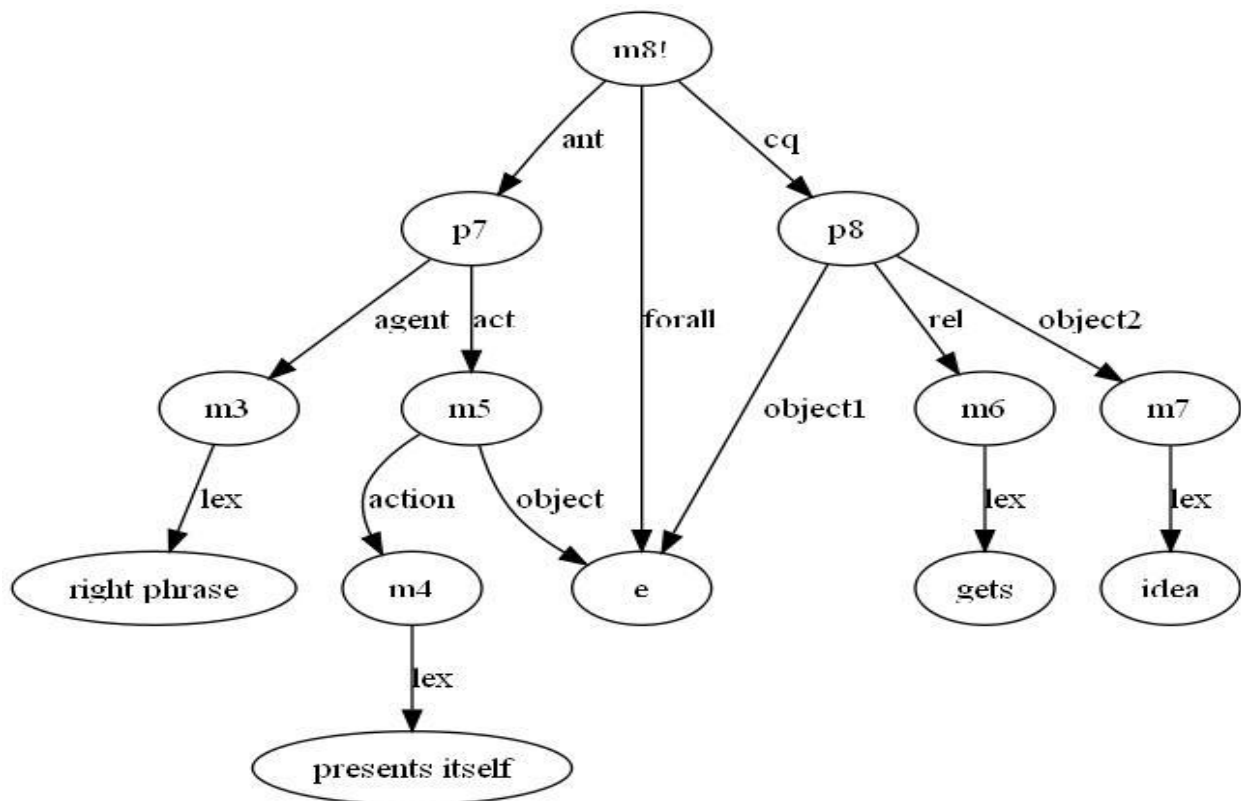 m8!
ant
cq
p7
p8
agent
act
forall
rel
object2
m3
m5
object1
m6
m7
lex
action
object
lex
lex
right phrase
m4
e
gets
idea
lex
presents itself